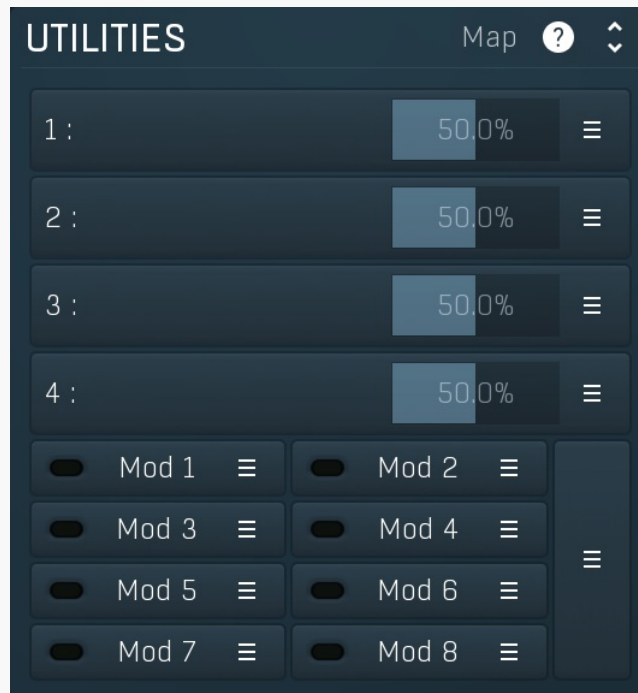 UTILITIES Map ?
1 : 50.0%
2 : 50.0%
3 : 50.0%
4 : 50.0%
Mod 1 Mod 2
Mod 3 Mod 4
Mod 5 Mod 6
Mod 7 Mod 8